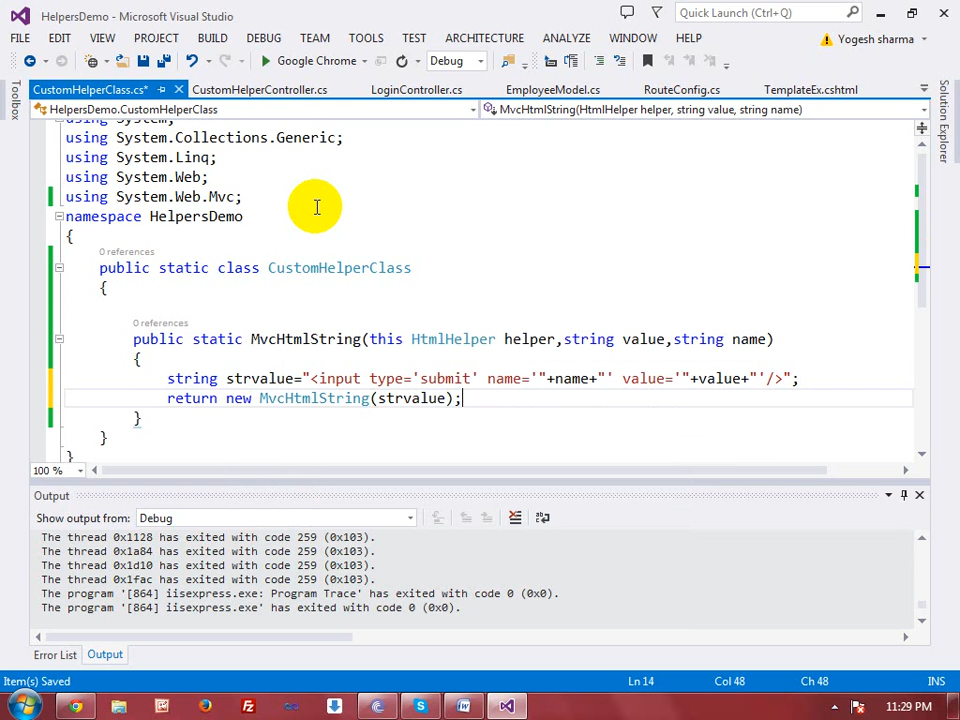 HelpersDemo - Microsoft Visual Studio
Quick Launch (Ctrl+Q)
FILE EDIT VIEW PROJECT BUILD DEBUG TEAM TOOLS TEST ARCHITECTURE ANALYZE WINDOW HELP
Yogesh sharma
Google Chrome
Debug
CustomHelperClass.cs*
CustomHelperController.cs
LoginController.cs
EmployeeModel.cs
RouteConfig.cs
TemplateEx.cshtml
Toolbox
Solution Explorer
HelpersDemo.CustomHelperClass
MvcHtmlString(HtmlHelper helper, string value, string name)
using System;
using System.Collections.Generic;
using System.Linq;
using System.Web;
using System.Web.Mvc;
namespace HelpersDemo
{
0 references
public static class CustomHelperClass
{
0 references
public static MvcHtmlString(this HtmlHelper helper,string value,string name)
{
string strvalue="<input type='submit' name='"+name+"' value='"+value+"'/>";
return new MvcHtmlString(strvalue);
}
}
}
100 %
Output
Show output from: Debug
The thread 0x1128 has exited with code 259 (0x103).
The thread 0x1a84 has exited with code 259 (0x103).
The thread 0x1d10 has exited with code 259 (0x103).
The thread 0x1fac has exited with code 259 (0x103).
The program '[864] iisexpress.exe: Program Trace' has exited with code 0 (0x0).
The program '[864] iisexpress.exe' has exited with code 0 (0x0).
Error List Output
Item(s) Saved
Ln 14
Col 48
Ch 48
INS
11:29 PM